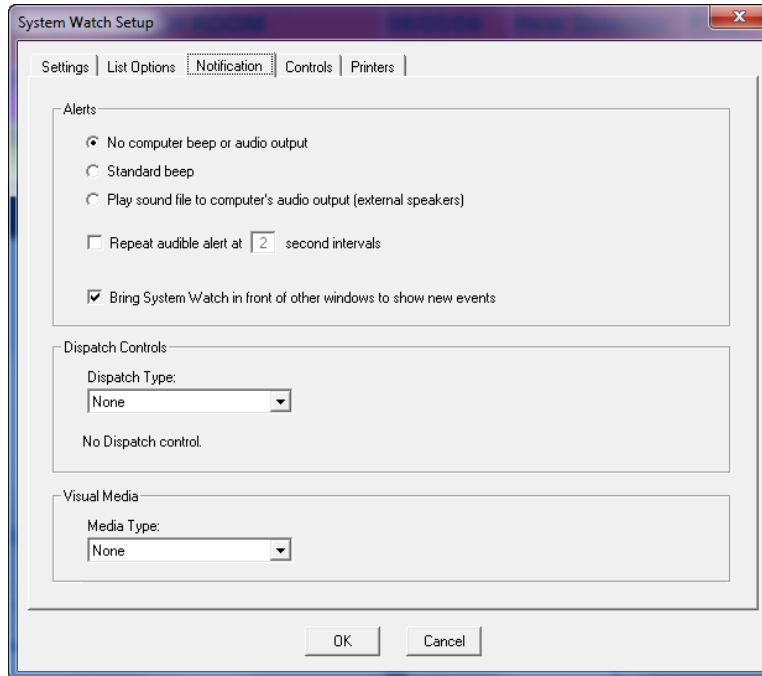 System Watch Setup
Settings List Options Notification Controls Printers
Alerts
No computer beep or audio output
Standard beep
Play sound file to computer's audio output (external speakers)
Repeat audible alert at 2 second intervals
Bring System Watch in front of other windows to show new events
Dispatch Controls
Dispatch Type:
None
No Dispatch control.
Visual Media
Media Type:
None
OK Cancel